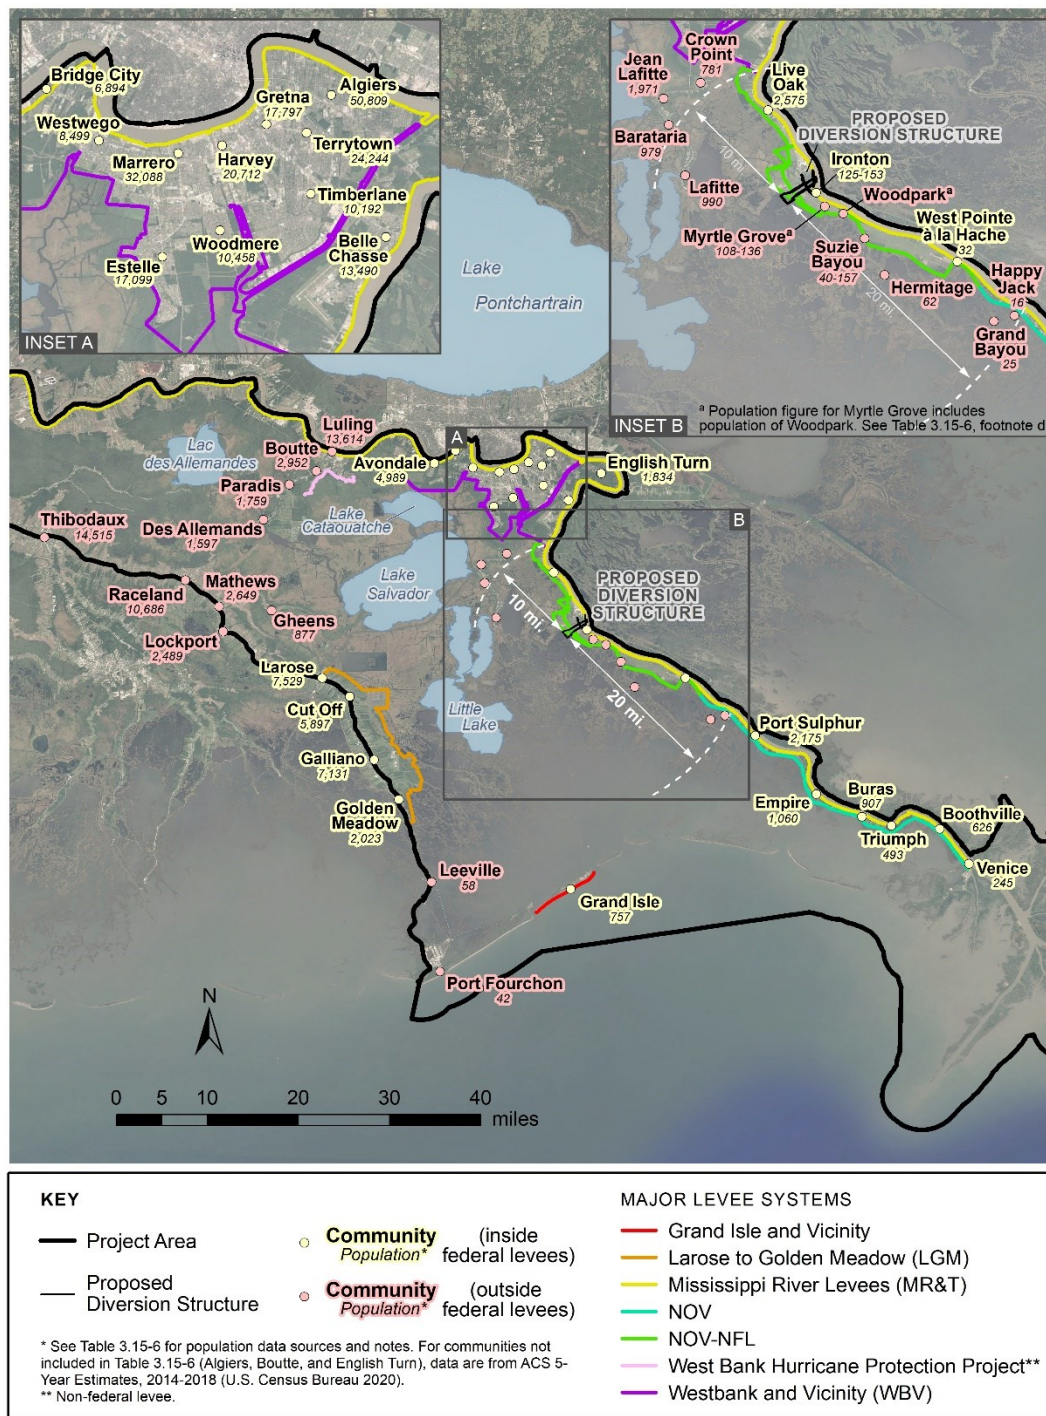 Bridge City
6,894
Westwego
8,499
Marrero
32,088
Gretna
17,797
Algiers
50,809
Harvey
20,712
Terrytown
24,244
Timberlane
10,192
Woodmere
10,458
Belle
Chasse
13,490
Estelle
17,099
INSET A
Lake
Pontchartrain
Crown
Point
781
Jean
Lafitte
1,971
Live
Oak
2,575
PROPOSED
DIVERSION STRUCTURE
Barataria
979
10 mi.
Ironton
125-153
Lafitte
990
Woodparkª
Myrtle Groveª
108-136
West Pointe
à la Hache
32
Suzie
Bayou
40-157
Hermitage
62
Happy
Jack
16
20 mi.
Grand
Bayou
25
ª Population figure for Myrtle Grove includes
population of Woodpark. See Table 3.15-6, footnote d
INSET B
Luling
13,614
Lac
des Allemandes
Boutte
2,952
Avondale
4,989
A
English Turn
1,834
Paradis
1,759
Lake
Cataouatche
Des Allemands
1,597
B
Thibodaux
14,515
Lake
Salvador
PROPOSED
DIVERSION
STRUCTURE
Mathews
2,649
Raceland
10,686
Gheens
877
10 mi.
Lockport
2,489
Larose
7,529
Cut Off
5,897
Little
Lake
20 mi.
Port Sulphur
2,175
Galliano
7,131
Golden
Meadow
2,023
Empire
1,060
Buras
907
Triumph
493
Boothville
626
Venice
245
Leeville
58
Grand Isle
757
Port Fourchon
42
N
0 5 10 20 30 40
miles
KEY
Project Area
Proposed
Diversion Structure
Community (inside
Population* federal levees)
Community (outside
Population* federal levees)
* See Table 3.15-6 for population data sources and notes. For communities not
included in Table 3.15-6 (Algiers, Boutte, and English Turn), data are from ACS 5-
Year Estimates, 2014-2018 (U.S. Census Bureau 2020).
** Non-federal levee.
MAJOR LEVEE SYSTEMS
Grand Isle and Vicinity
Larose to Golden Meadow (LGM)
Mississippi River Levees (MR&T)
NOV
NOV-NFL
West Bank Hurricane Protection Project**
Westbank and Vicinity (WBV)